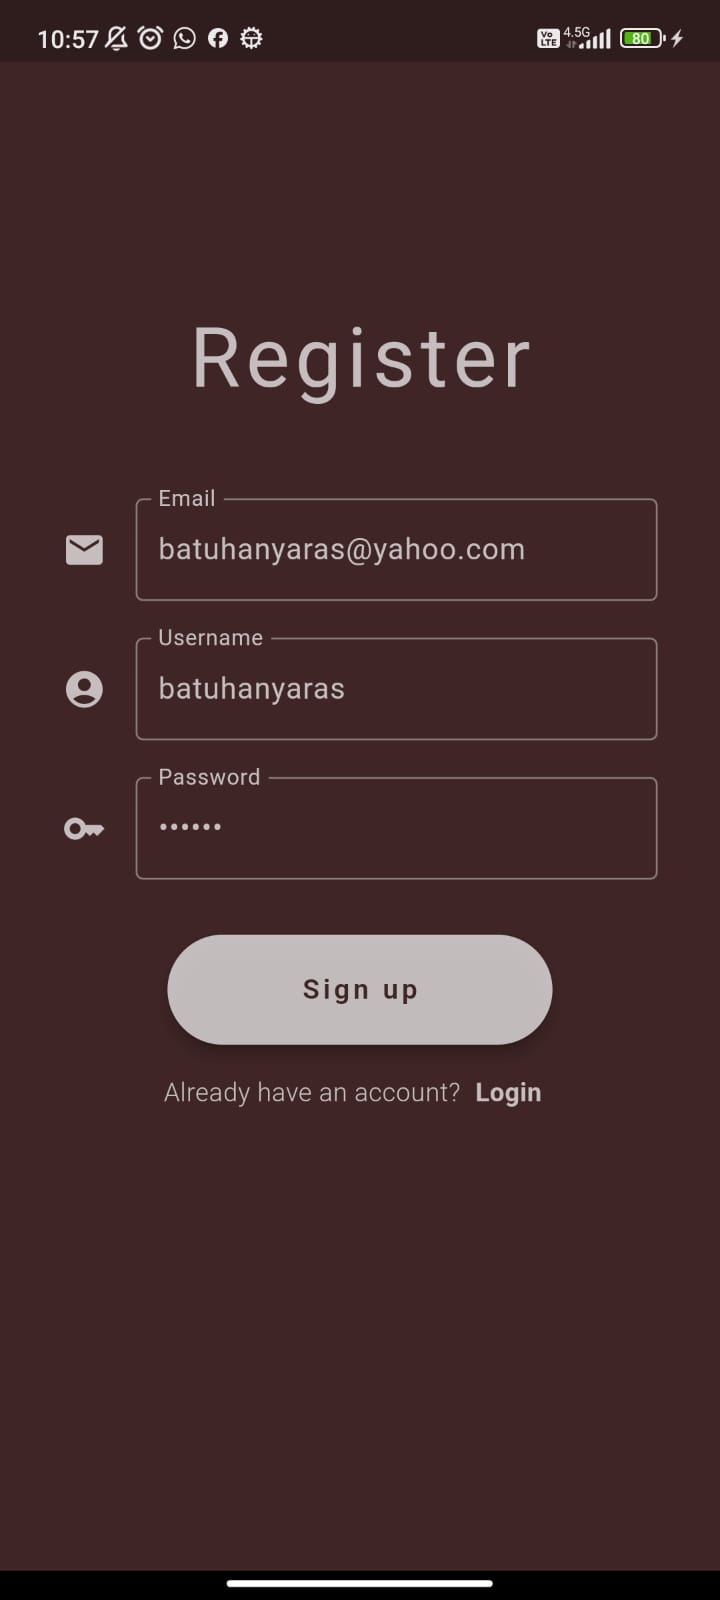 10:57 Vo LTE 4.5G 80
Register
Email
batuhanyaras@yahoo.com
Username
batuhanyaras
Password
••••••
Sign up
Already have an account? Login